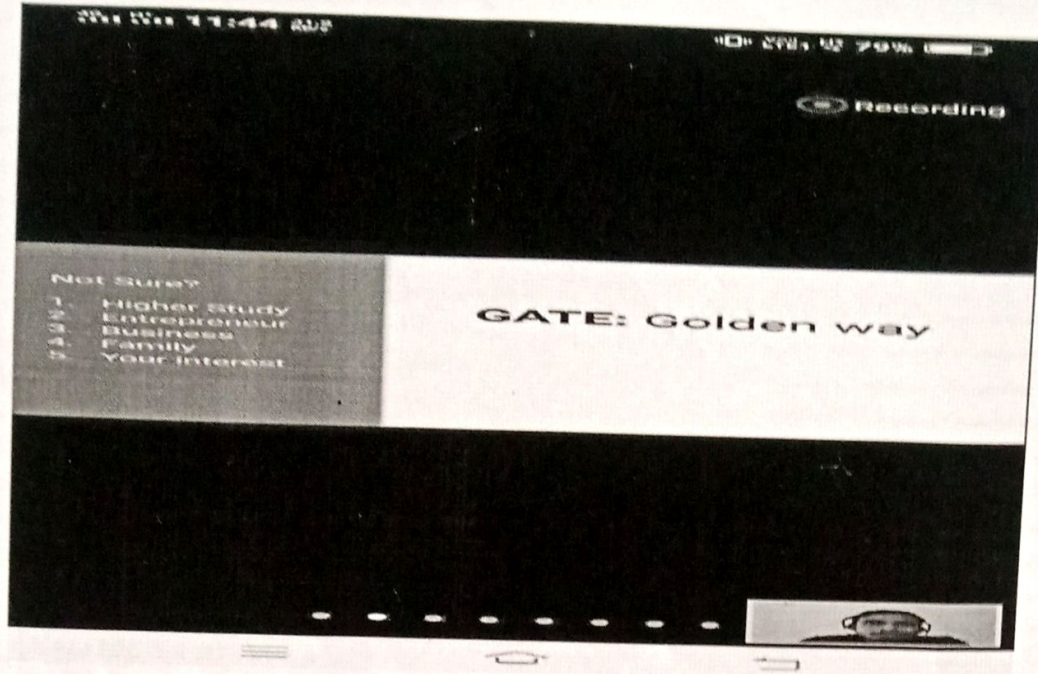 11:44
79%
Recording
Not Sure?
1. Higher Study
2. Entrepreneur
3. Business
4. Family
5. Your interest
GATE: Golden way